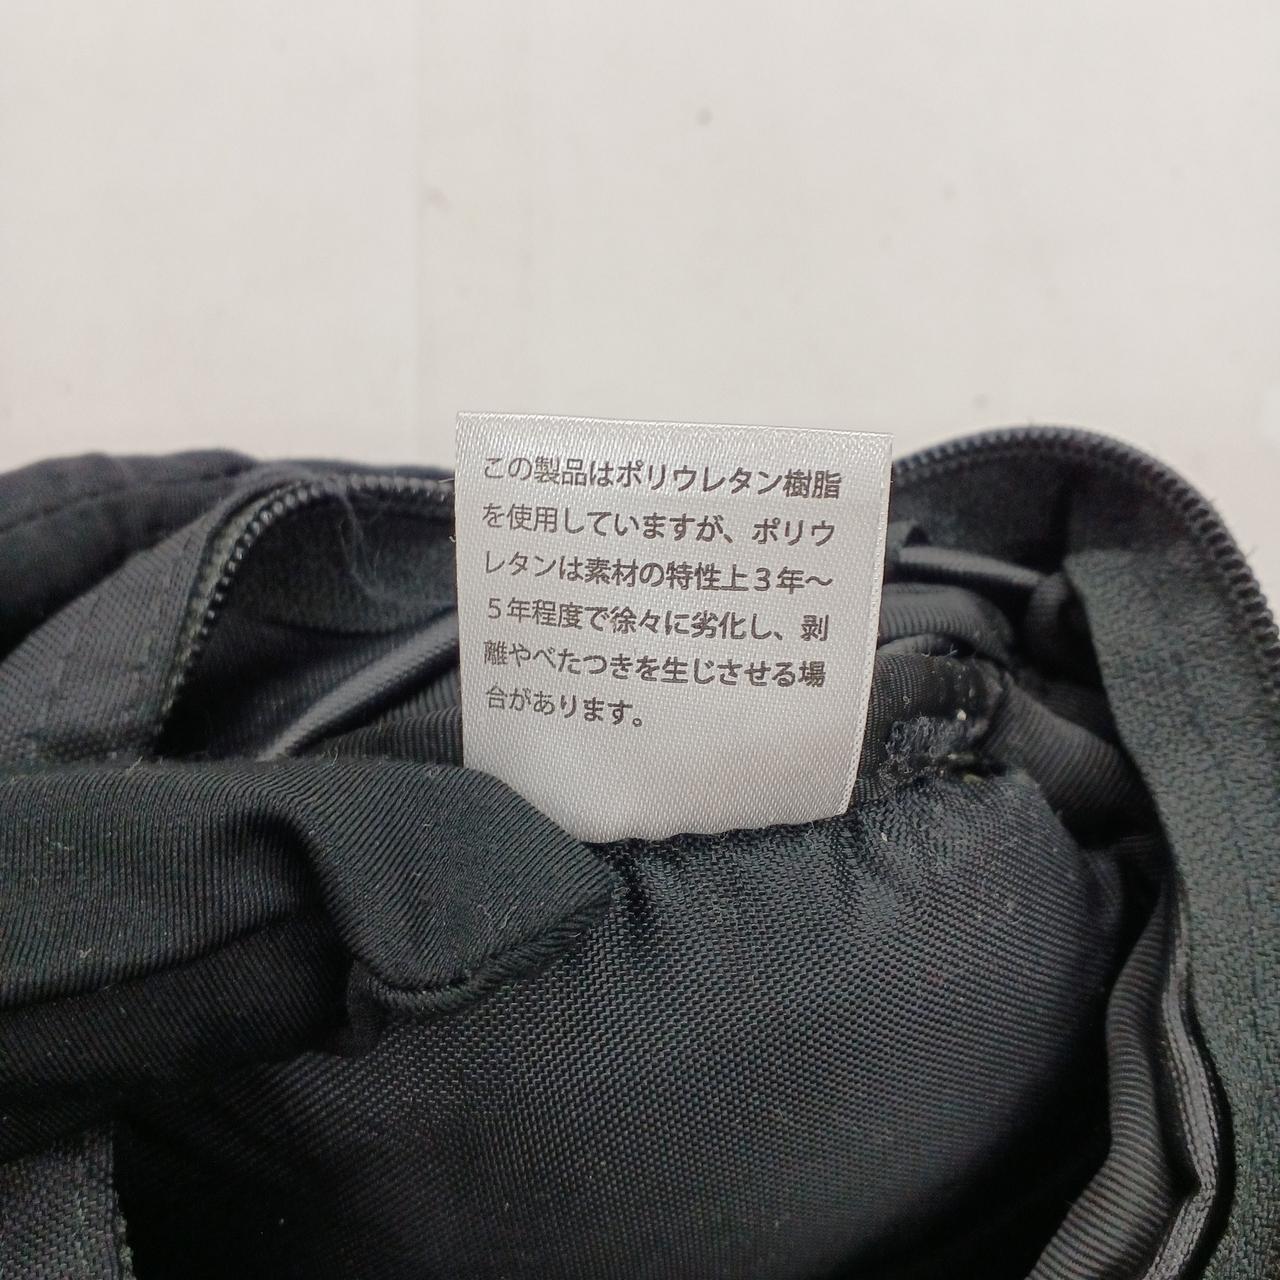 この製品はポリウレタン樹脂
を使用していますが、ポリウ
レタンは素材の特性上３年～
５年程度で徐々に劣化し、剥
離やべたつきを生じさせる場
合があります。